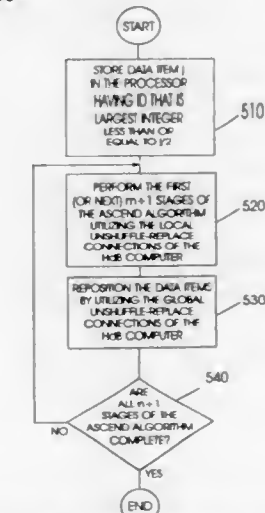 START
STORE DATA ITEM j
IN THE PROCESSOR
HAVING ID THAT IS
LARGEST INTEGER
LESS THAN OR
EQUAL TO j/2
510
PERFORM THE FIRST
(OR NEXT) m+1 STAGES OF
THE ASCEND ALGORITHM
UTILIZING THE LOCAL
UNSHUFFLE-REPLACE
CONNECTIONS OF
THE HdB COMPUTER
520
REPOSITION THE DATA ITEMS
BY UTILIZING THE GLOBAL
UNSHUFFLE-REPLACE
CONNECTIONS OF THE
HdB COMPUTER
530
ARE
ALL n+1
STAGES OF THE
ASCEND ALGORITHM
COMPLETE?
540
NO
YES
END